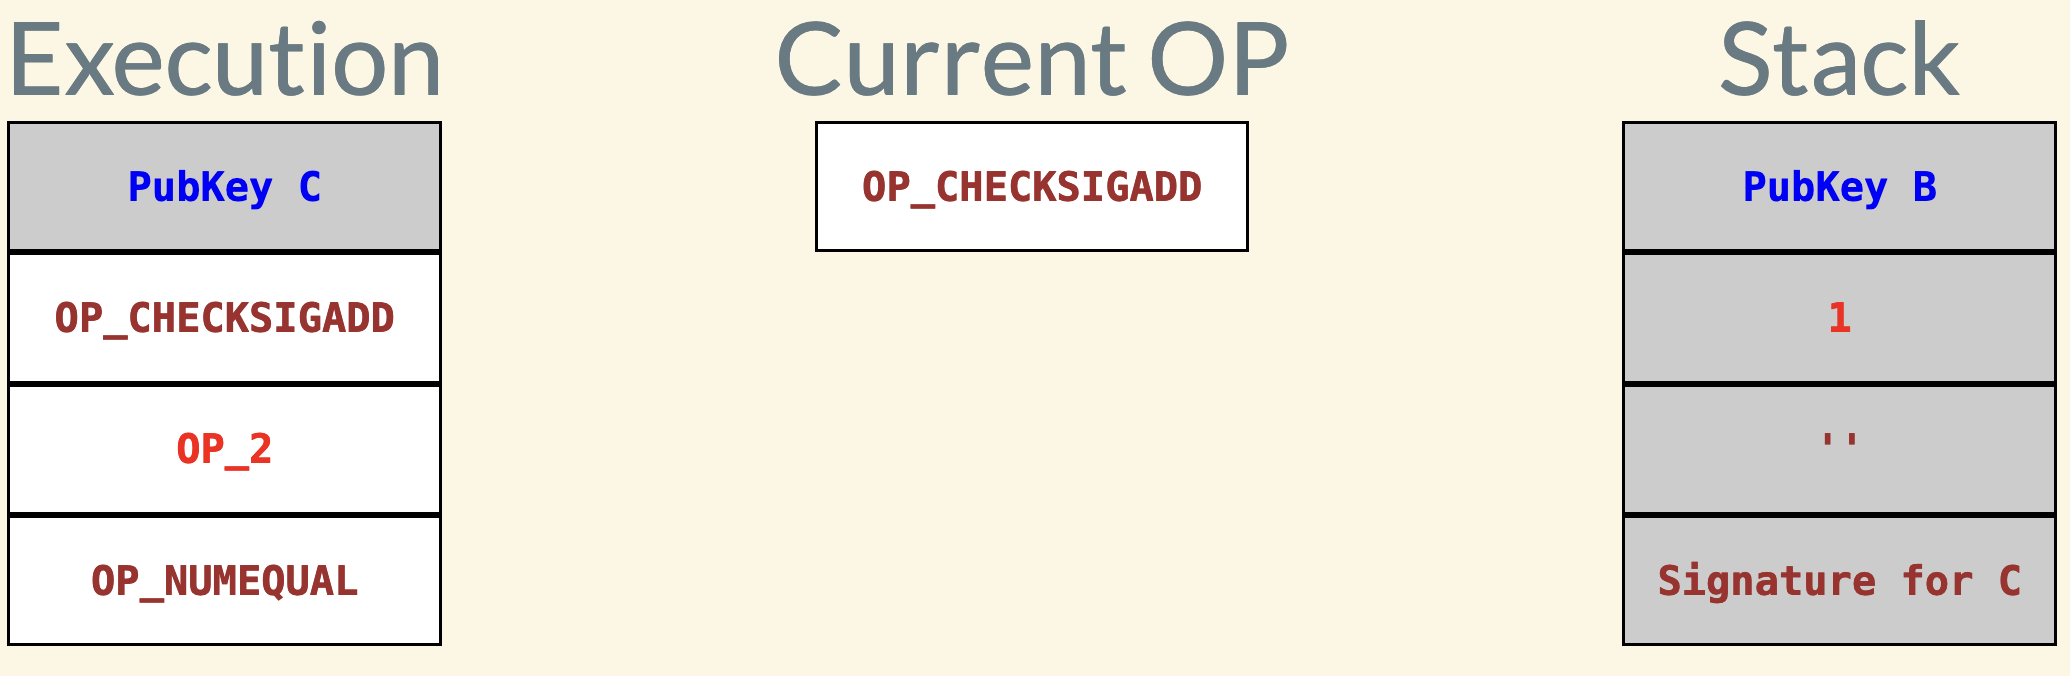 Execution
Current OP
Stack
PubKey C
OP_CHECKSIGADD
PubKey B
OP_CHECKSIGADD
1
OP_2
''
OP_NUMEQUAL
Signature for C